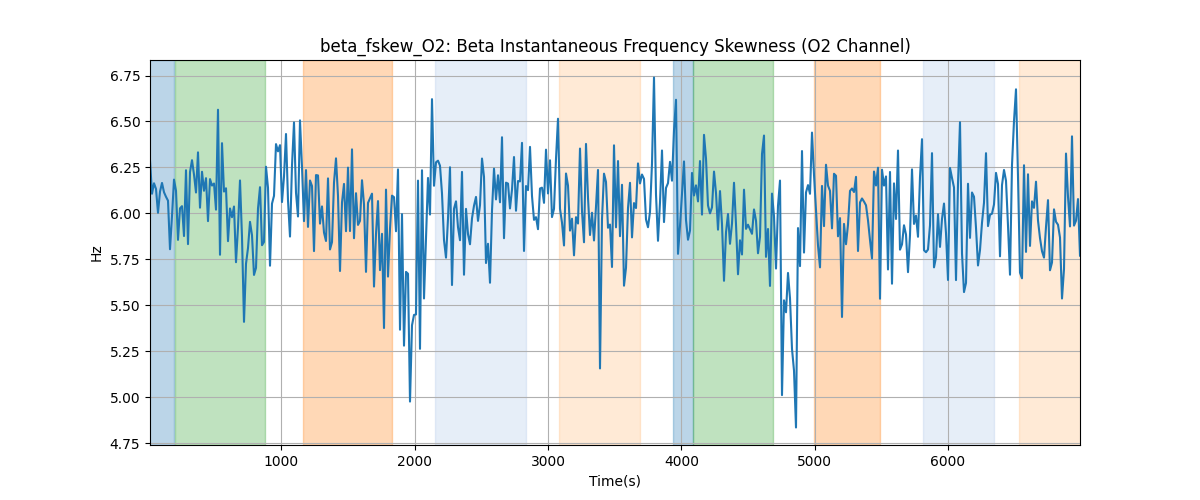 beta_fskew_O2: Beta Instantaneous Frequency Skewness (O2 Channel)
6.75
6.50
6.25
6.00
5.75
5.50
5.25
5.00
4.75
Hz
1000 2000 3000 4000 5000 6000
Time(s)